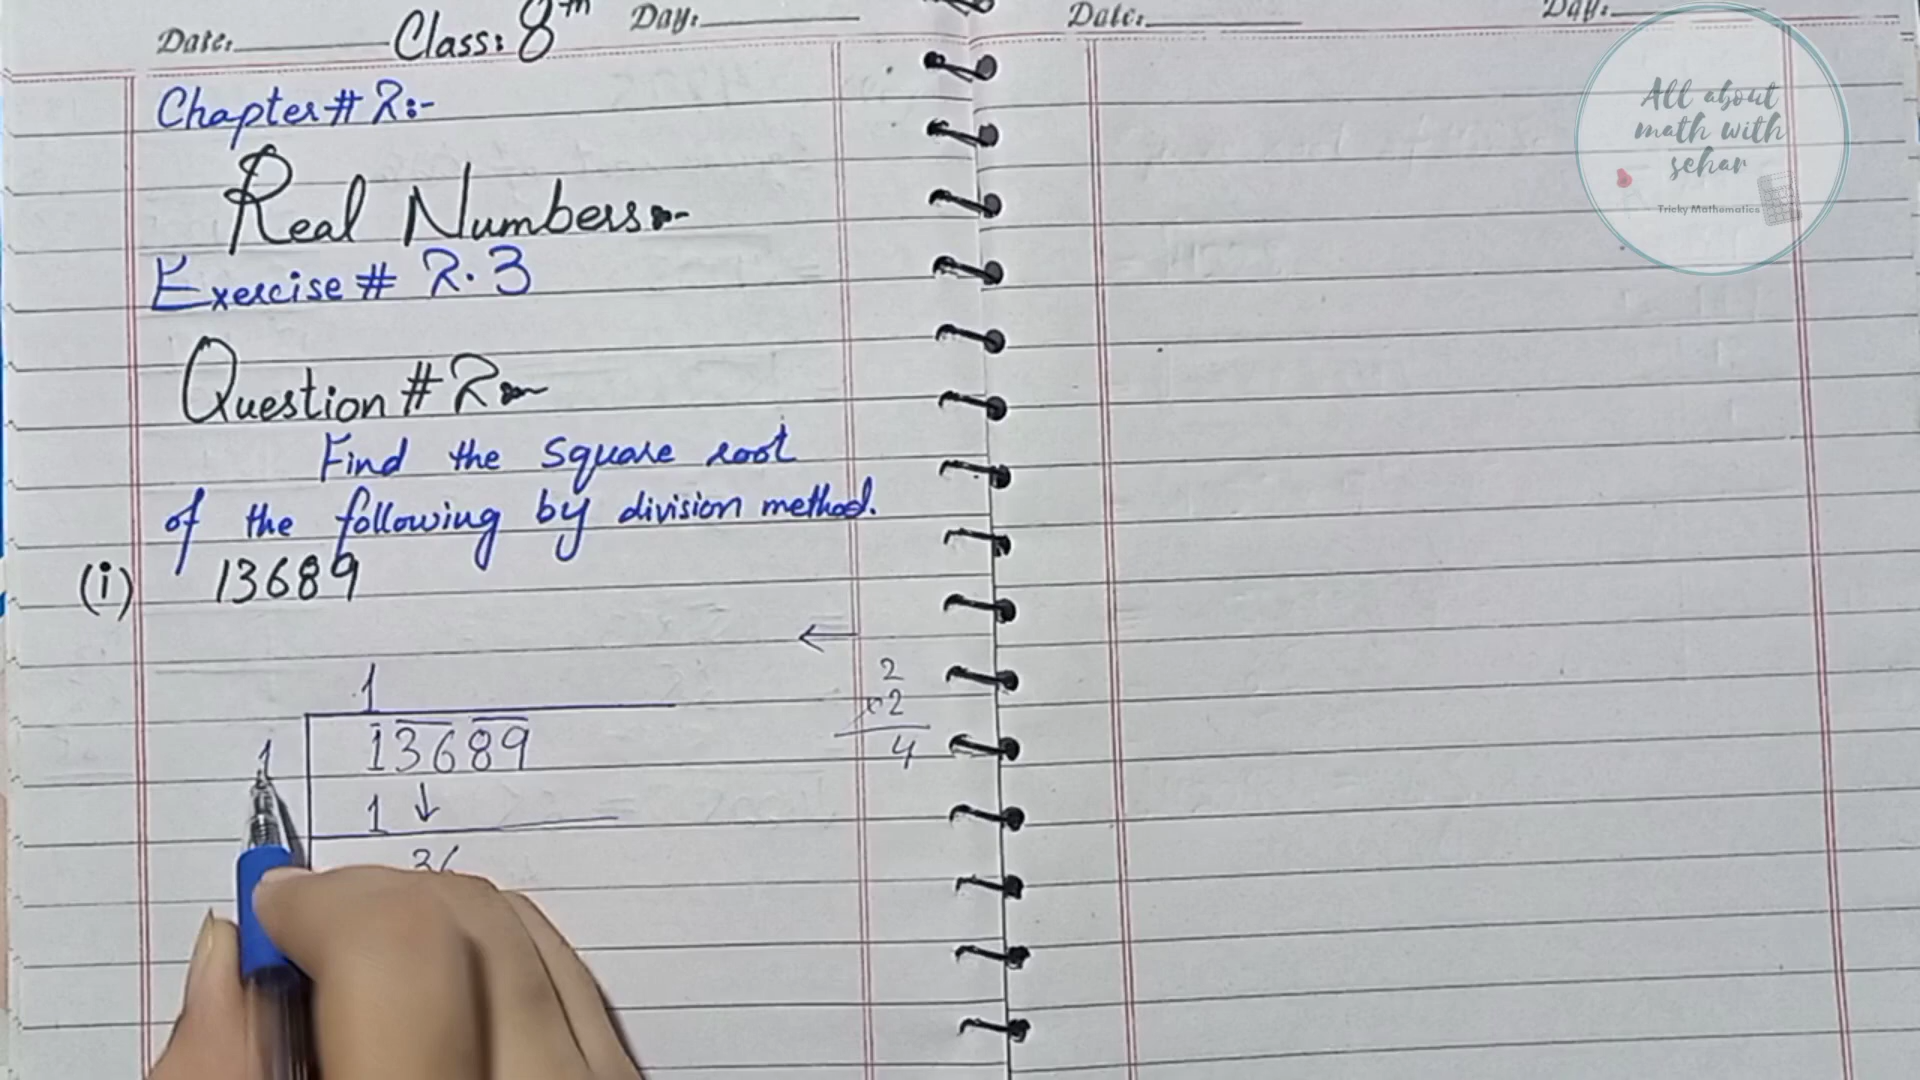 Date: Class: 8th Day:
Chapter # 2:-
Real Numbers:-
Exercise # 2.3
Question # 2:-
Find the square root
of the following by division method.
(i) 13689
1
1 13689
1
36
2
×2
4
Date: Day:
All about
math with
sehar
Tricky Mathematics